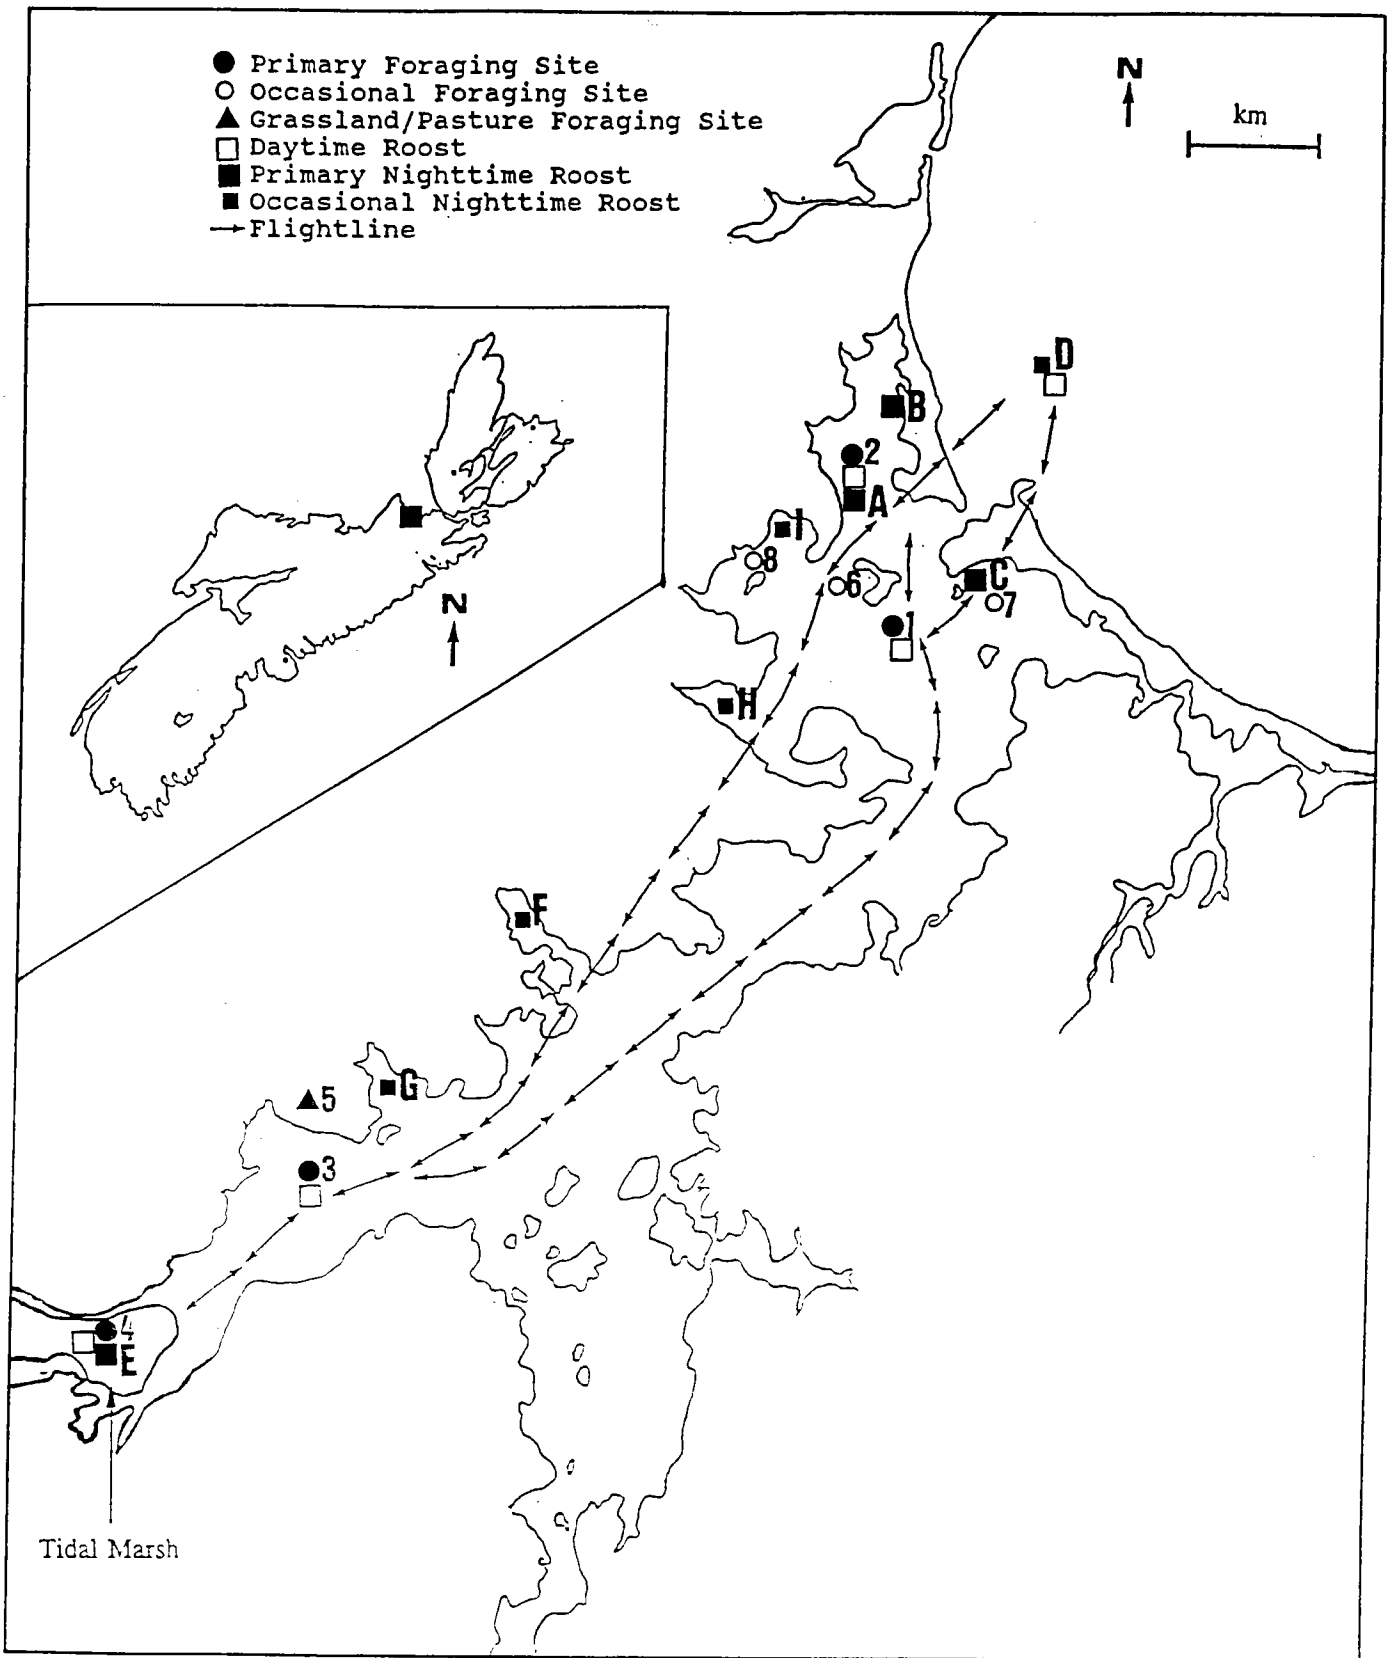 Primary Foraging Site
Occasional Foraging Site
Grassland/Pasture Foraging Site
Daytime Roost
Primary Nighttime Roost
Occasional Nighttime Roost
Flightline
N
km
D
B
2
A
I
8
6
C
7
1
N
H
F
G
5
3
4
E
Tidal Marsh